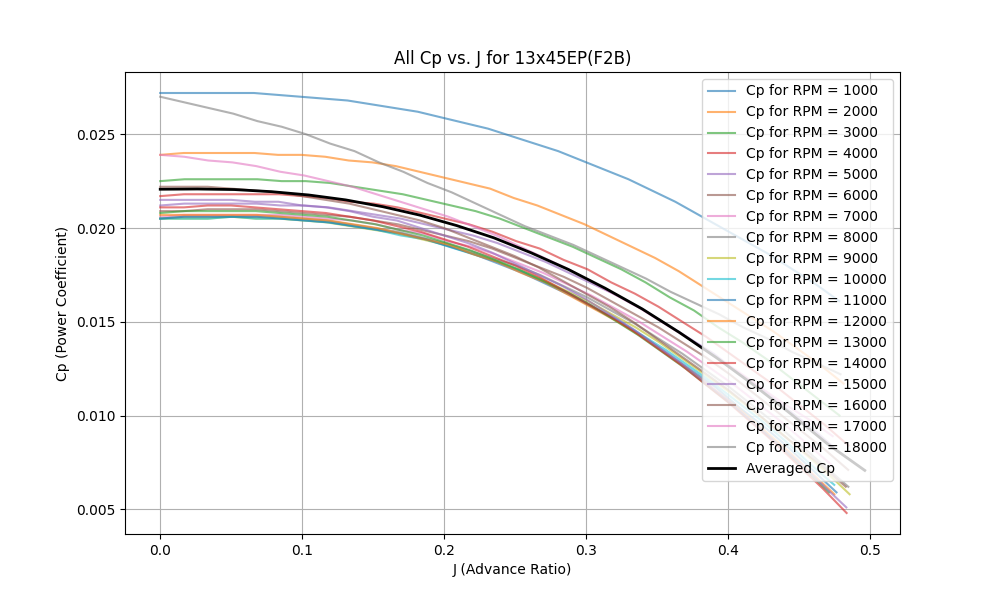 All Cp vs. J for 13x45EP(F2B)
Cp (Power Coefficient)
0.025
0.020
0.015
0.010
0.005
0.0
0.1
0.2
0.3
0.4
0.5
J (Advance Ratio)
Cp for RPM = 1000
Cp for RPM = 2000
Cp for RPM = 3000
Cp for RPM = 4000
Cp for RPM = 5000
Cp for RPM = 6000
Cp for RPM = 7000
Cp for RPM = 8000
Cp for RPM = 9000
Cp for RPM = 10000
Cp for RPM = 11000
Cp for RPM = 12000
Cp for RPM = 13000
Cp for RPM = 14000
Cp for RPM = 15000
Cp for RPM = 16000
Cp for RPM = 17000
Cp for RPM = 18000
Averaged Cp